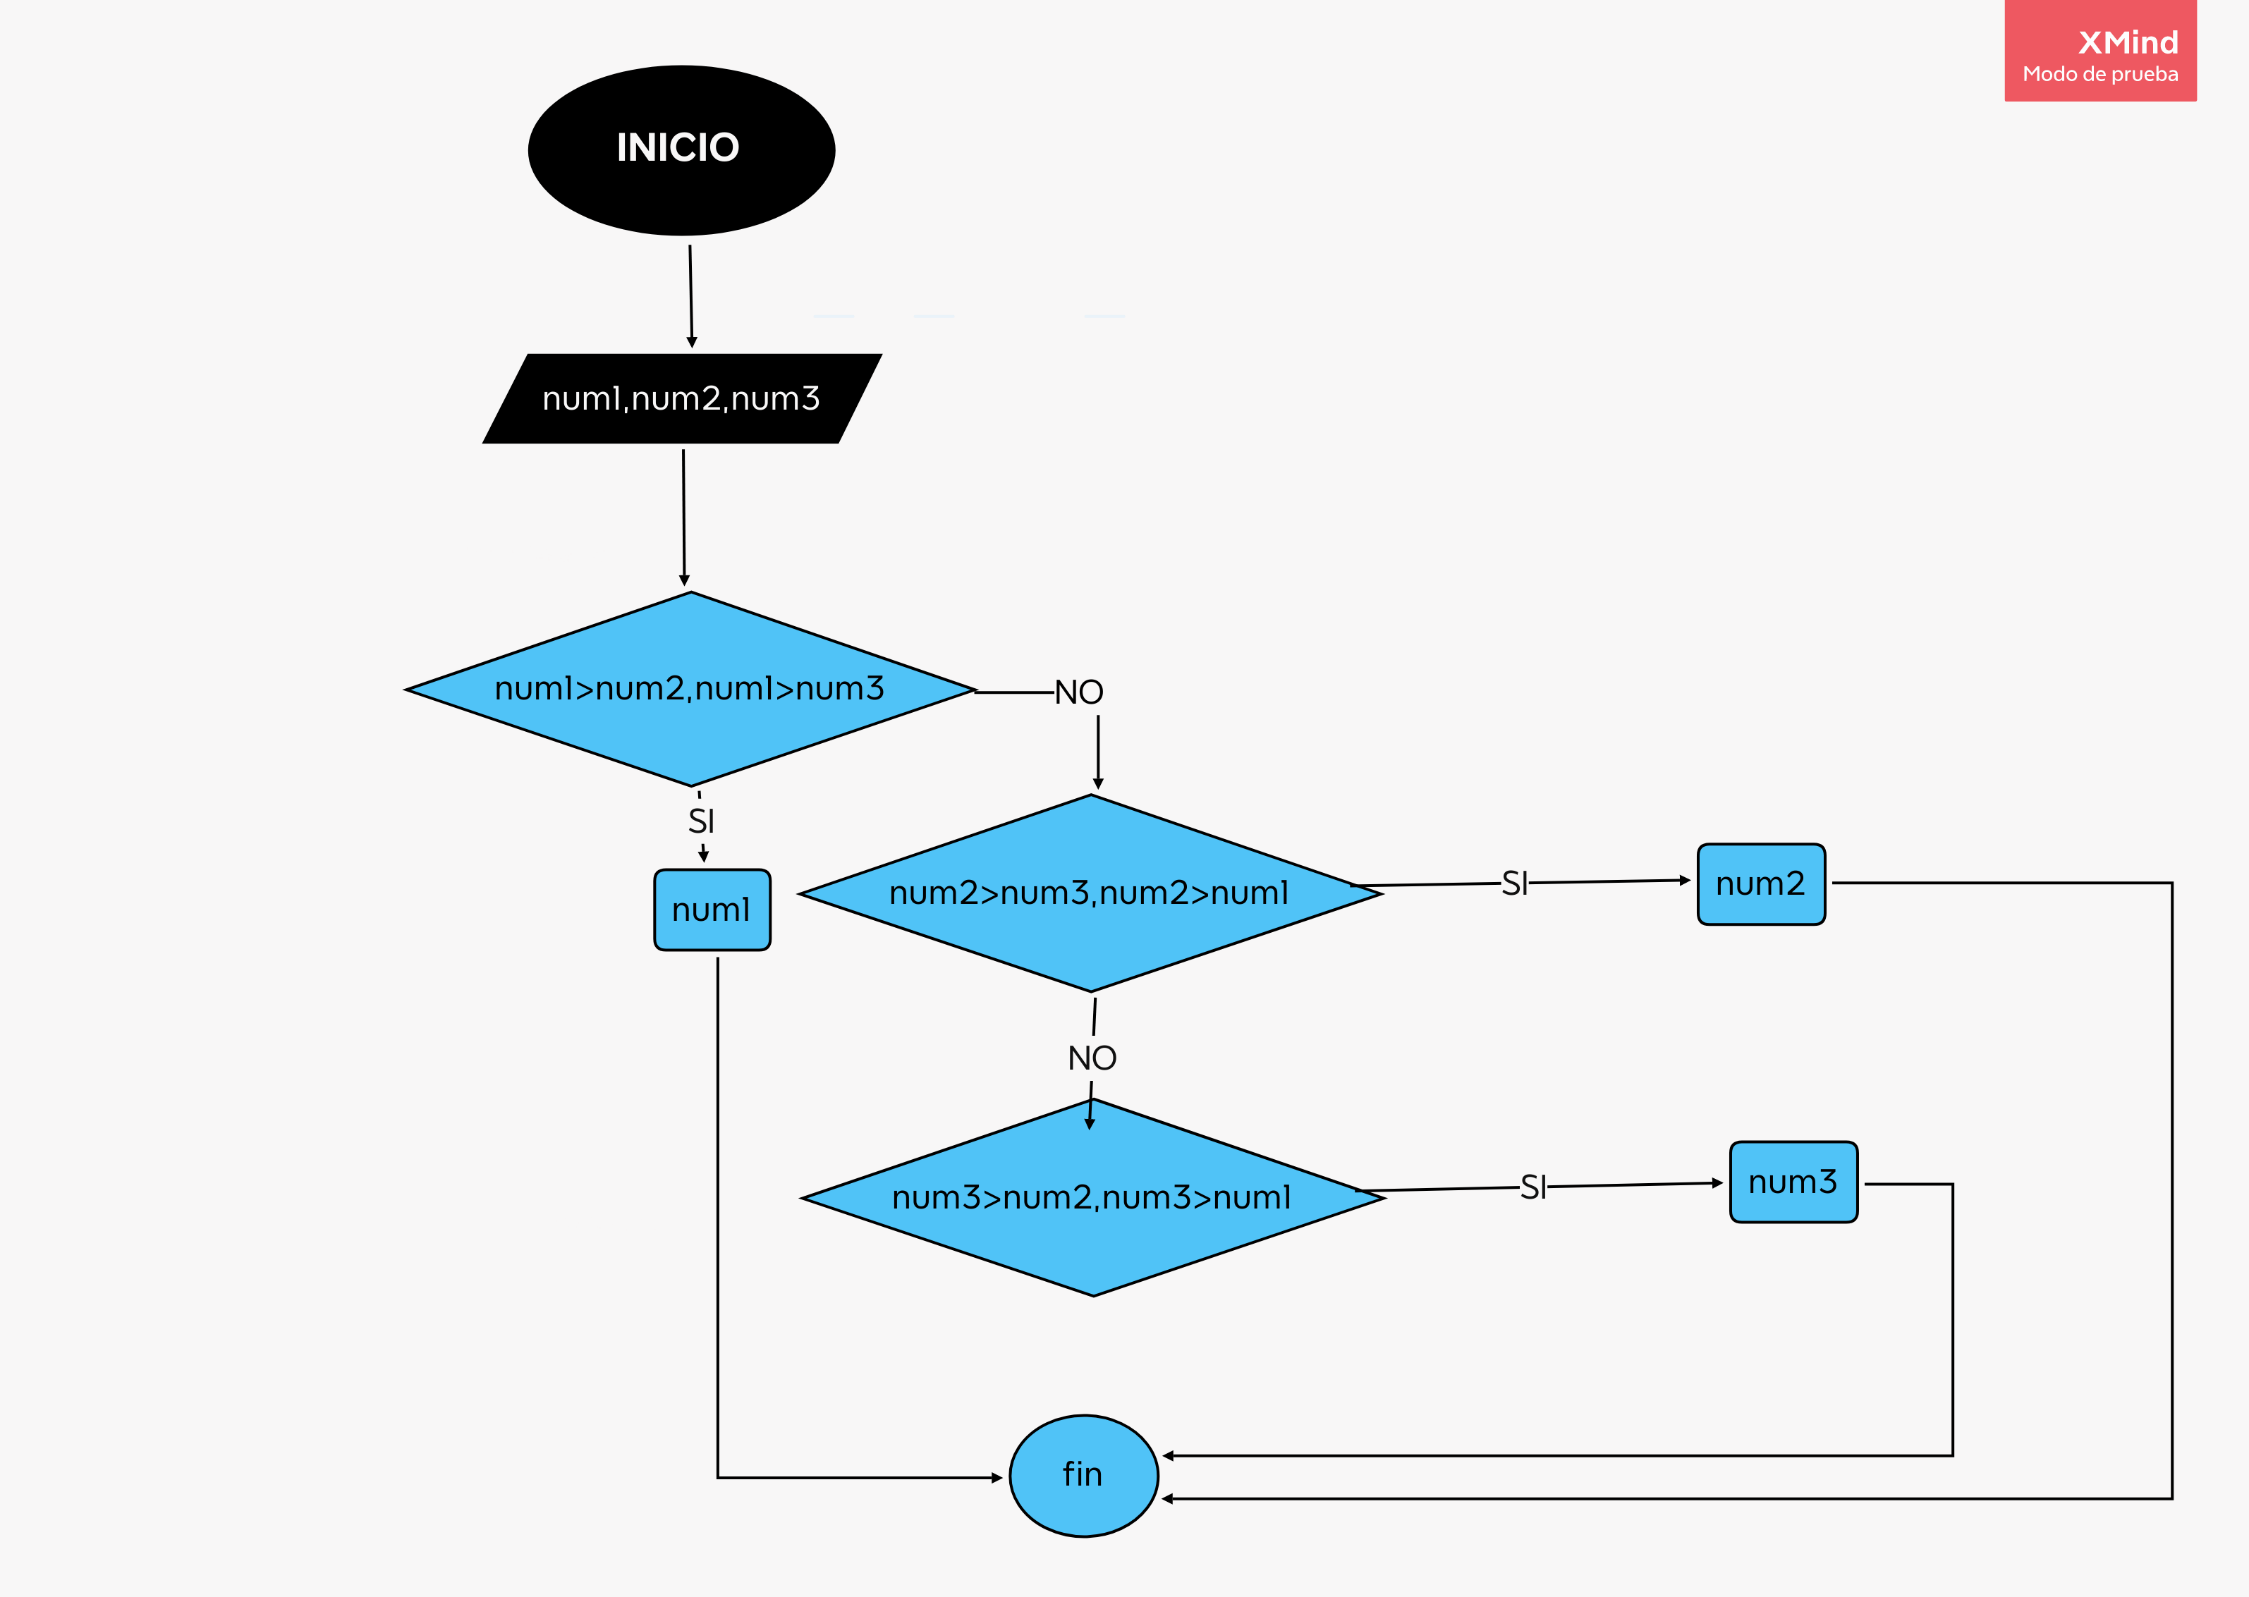 XMind
Modo de prueba
INICIO
num1,num2,num3
num1>num2,num1>num3
NO
SI
num1
num2>num3,num2>num1
SI
num2
NO
num3>num2,num3>num1
SI
num3
fin